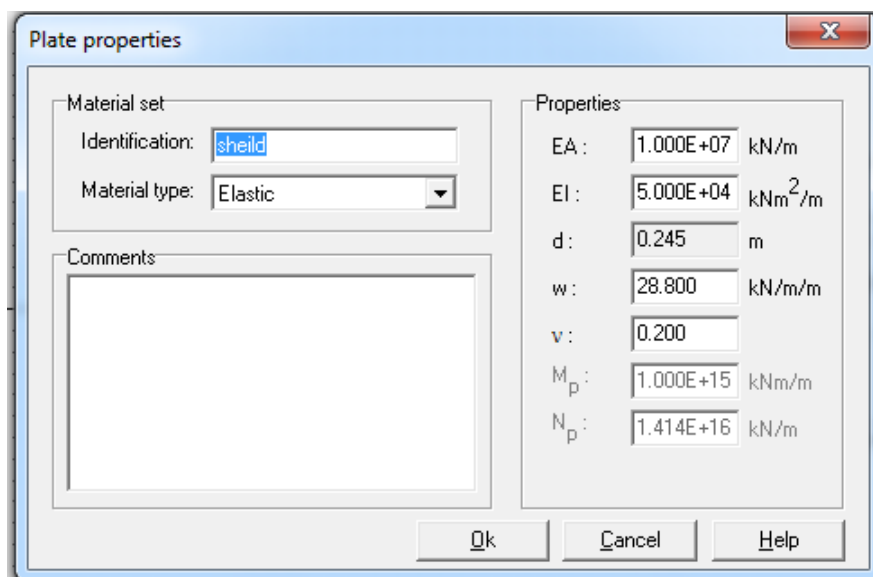 Plate properties
Material set
Identification: sheild
Material type: Elastic
Comments
Properties
EA : 1.000E+07 kN/m
EI : 5.000E+04 kNm²/m
d : 0.245 m
w : 28.800 kN/m/m
ν : 0.200
Mp : 1.000E+15 kNm/m
Np : 1.414E+16 kN/m
Ok Cancel Help